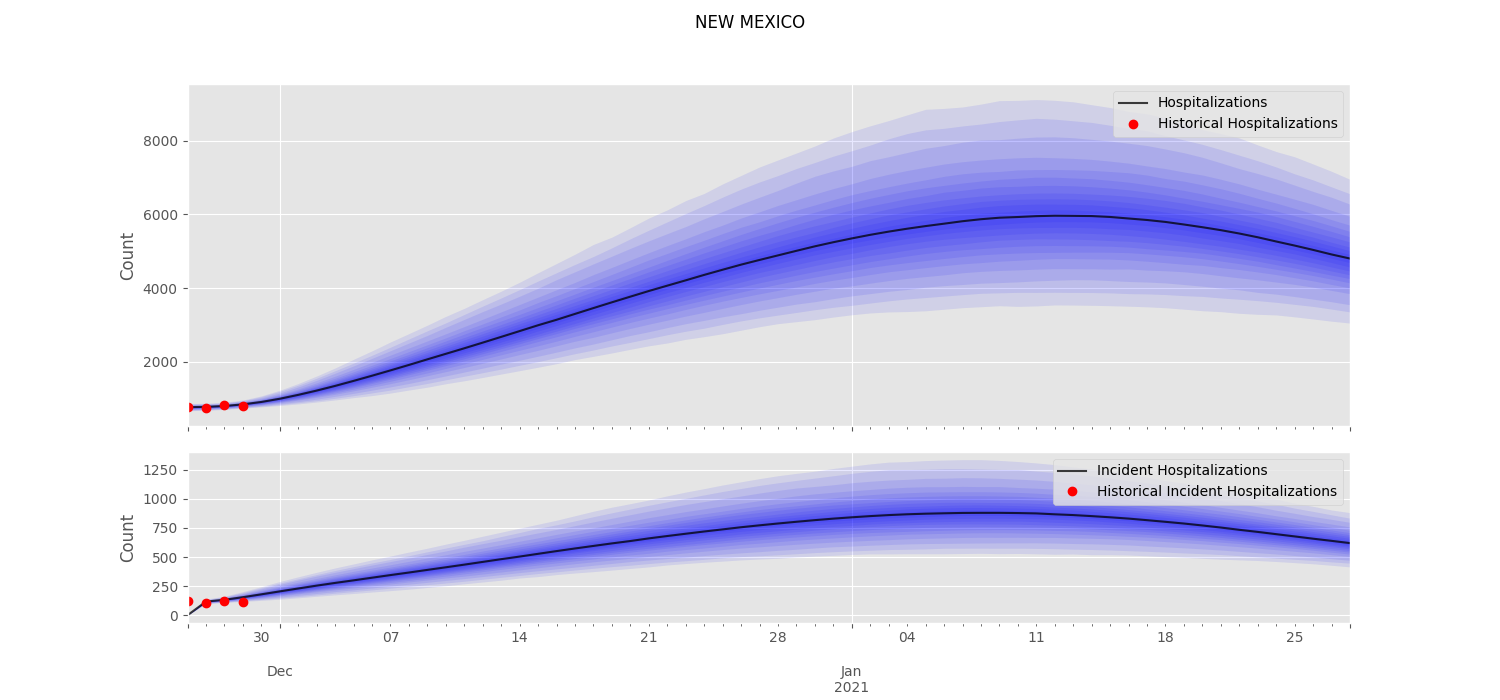 NEW MEXICO
Hospitalizations
Historical Hospitalizations
8000
6000
4000
2000
Count
Incident Hospitalizations
Historical Incident Hospitalizations
1250
1000
750
500
250
0
Count
30 07 14 21 28 04 11 18 25
Dec Jan
2021